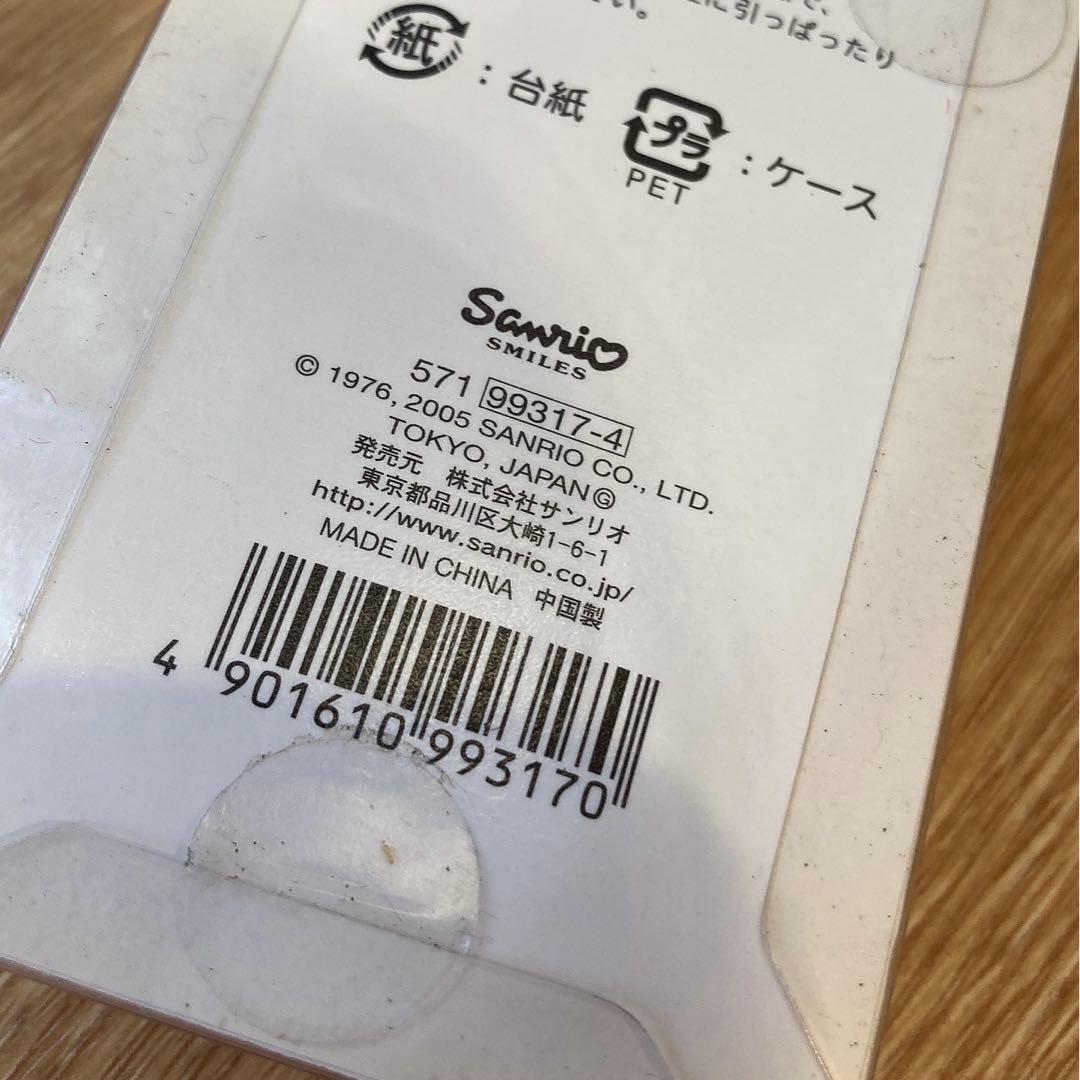 に引っぱったり
さい。
紙 : 台紙
プラ : ケース
PET
Sanrio
SMILES
571 99317-4
© 1976, 2005 SANRIO CO., LTD.
TOKYO, JAPAN Ⓖ
発売元 株式会社サンリオ
東京都品川区大崎1-6-1
http://www.sanrio.co.jp/
MADE IN CHINA 中国製
4 901610 993170